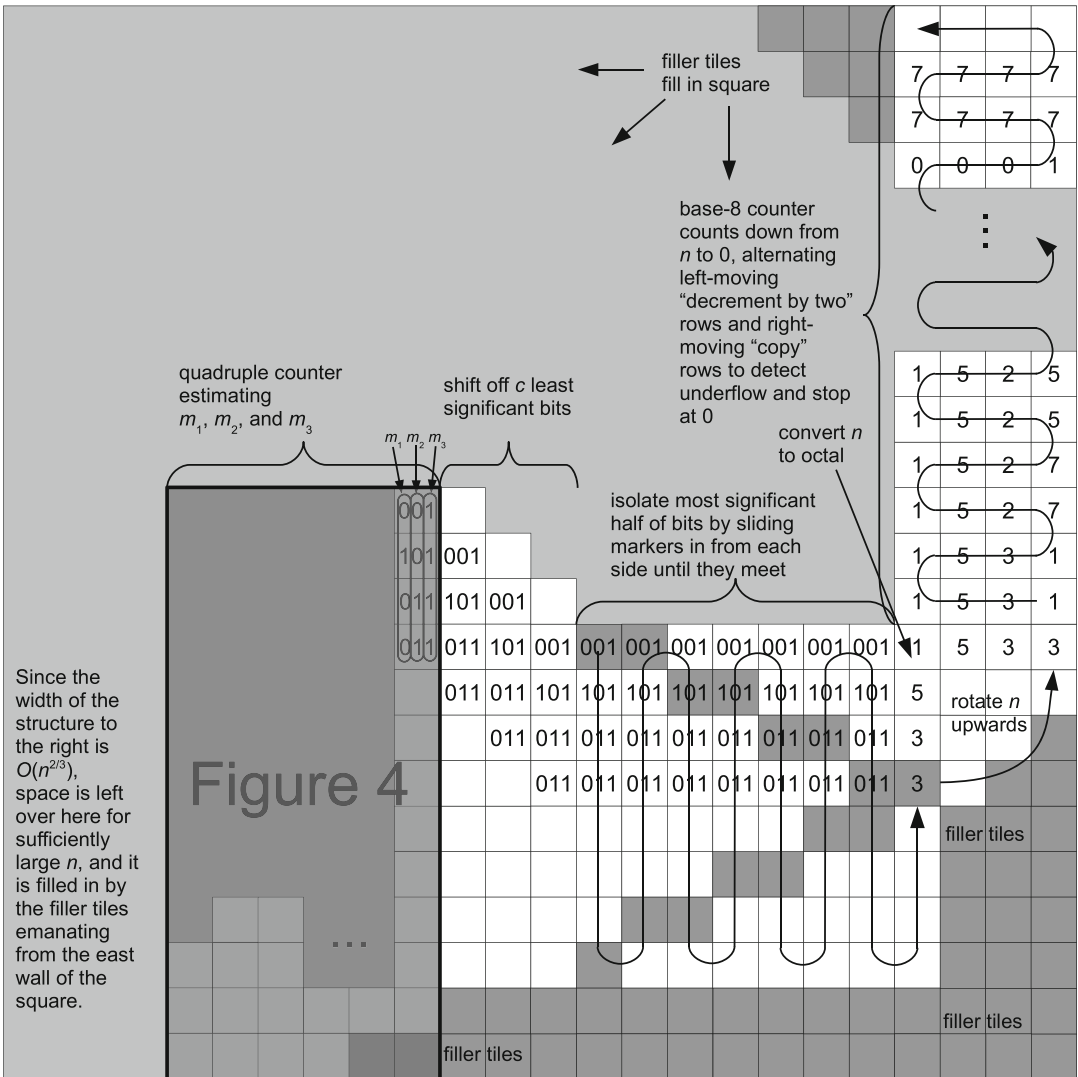 filler tiles
fill in square
7 7 7 7
7 7 7 7
0 0 0 1
base-8 counter
counts down from
n to 0, alternating
left-moving
“decrement by two”
rows and right-
moving “copy”
rows to detect
underflow and stop
at 0
quadruple counter
estimating
m1, m2, and m3
shift off c least
significant bits
m1 m2 m3
convert n
to octal
isolate most significant
half of bits by sliding
markers in from each
side until they meet
1 5 2 5
1 5 2 5
1 5 2 7
1 5 2 7
1 5 3 1
1 5 3 1
001
101 001
011 101 001
011 011 101 001 001 001 001 001 001 001 1 5 3 3
011 011 101 101 101 101 101 101 101 101 5
011 011 011 011 011 011 011 011 011 3
011 011 011 011 011 011 011 011 3
rotate n
upwards
Since the
width of the
structure to
the right is
O(n2/3),
space is left
over here for
sufficiently
large n, and it
is filled in by
the filler tiles
emanating
from the east
wall of the
square.
Figure 4
...
filler tiles
filler tiles
filler tiles